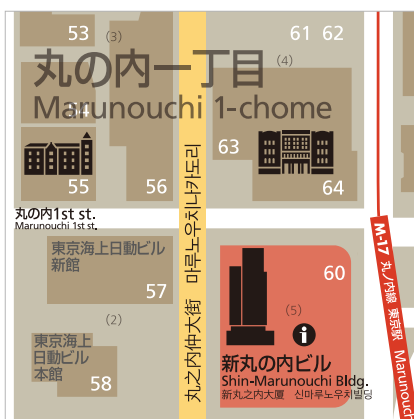 53
(3)
61 62
丸の内一丁目
(4)
Marunouchi 1-chome
54
63
55
56
64
丸の内1st st.
Marunouchi 1st st.
丸之内仲大街 마루노우치나카도리
M-17 丸ノ内線 東京駅 Marunouc
東京海上日動ビル
新館
57
60
(2)
(5)
東京海上
日動ビル
本館
58
新丸の内ビル
Shin-Marunouchi Bldg.
新丸之内大厦 신마루노우치빌딩